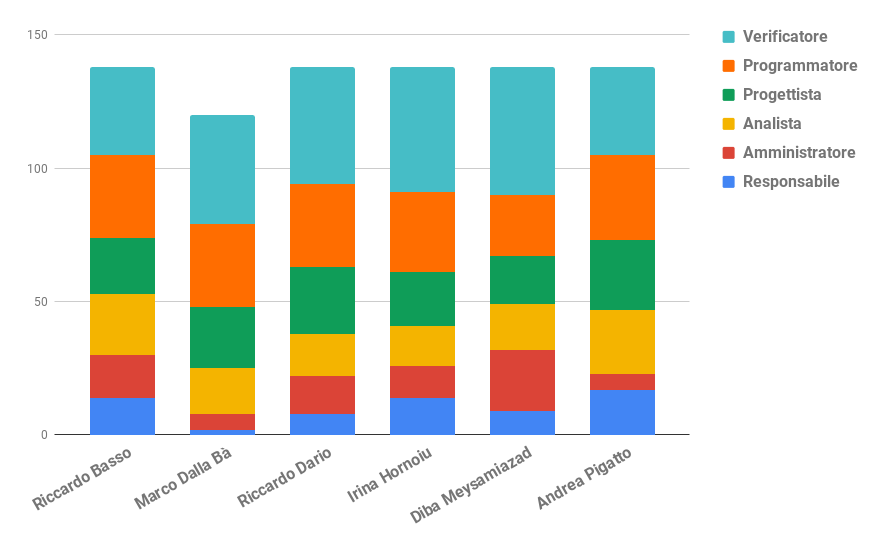 150
100
50
0
Riccardo Basso
Marco Dalla Bà
Riccardo Dario
Irina Hornoiu
Diba Meysamiazad
Andrea Pigatto
Verificatore
Programmatore
Progettista
Analista
Amministratore
Responsabile